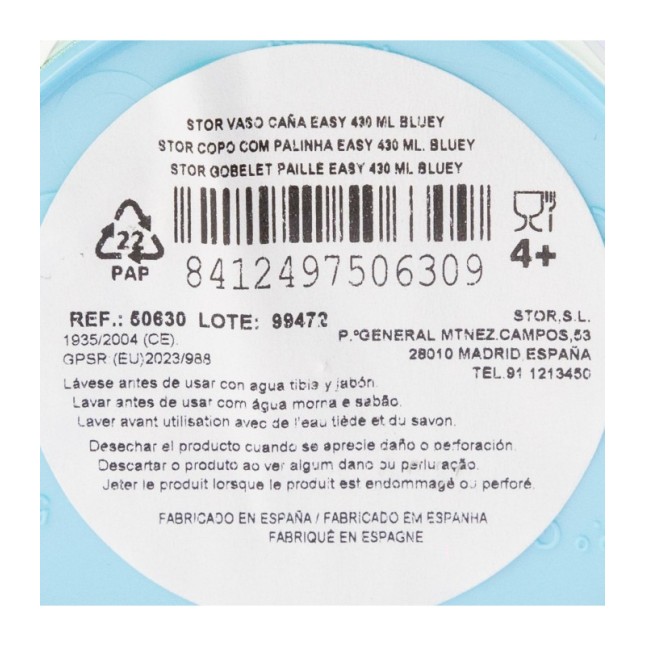 STOR VASO CAÑA EASY 430 ML BLUEY
STOR COPO COM PALINHA EASY 430 ML. BLUEY
STOR GOBELET PAILLE EASY 430 ML. BLUEY
22
PAP
8412497506309
4+
REF.: 50630 LOTE: 99472
1935/2004 (CE).
GPSR (EU)2023/988
STOR,S.L.
P.ºGENERAL MTNEZ.CAMPOS,53
28010 MADRID.ESPAÑA
TEL.91 1213450
Lávese antes de usar con agua tibia y jabón.
Lavar antes de usar com água morna e sabão.
Laver avant utilisation avec de l'eau tiède et du savon.
Desechar el producto cuando se aprecie daño o perforación.
Descartar o produto ao ver algum dano ou perfuração.
Jeter le produit lorsque le produit est endommagé ou perforé.
FABRICADO EN ESPAÑA / FABRICADO EM ESPANHA
FABRIQUÉ EN ESPAGNE